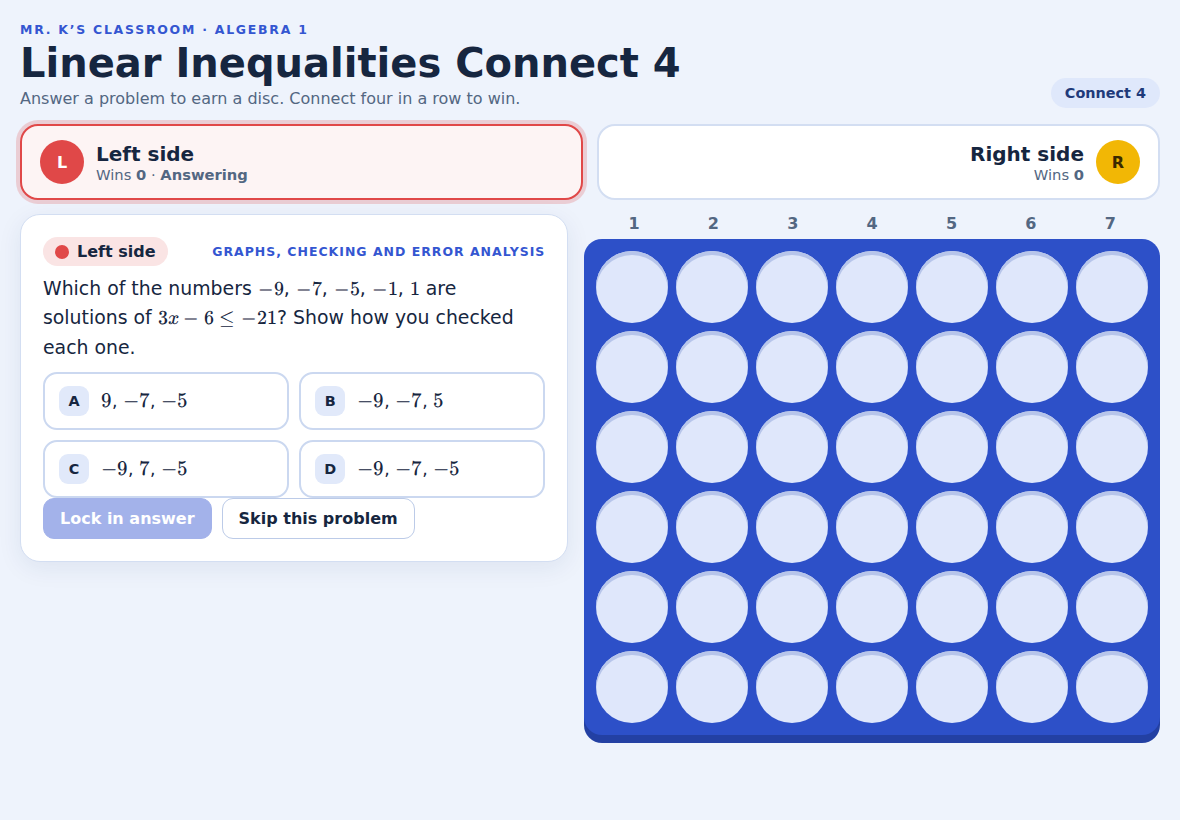 MR. K'S CLASSROOM · ALGEBRA 1
Linear Inequalities Connect 4
Answer a problem to earn a disc. Connect four in a row to win.
Connect 4
L
Left side
Wins 0 · Answering
Right side
Wins 0
R
Left side
GRAPHS, CHECKING AND ERROR ANALYSIS
Which of the numbers −9, −7, −5, −1, 1 are
solutions of 3x − 6 ≤ −21? Show how you checked
each one.
A 9, −7, −5
B −9, −7, 5
C −9, 7, −5
D −9, −7, −5
Lock in answer
Skip this problem
1 2 3 4 5 6 7